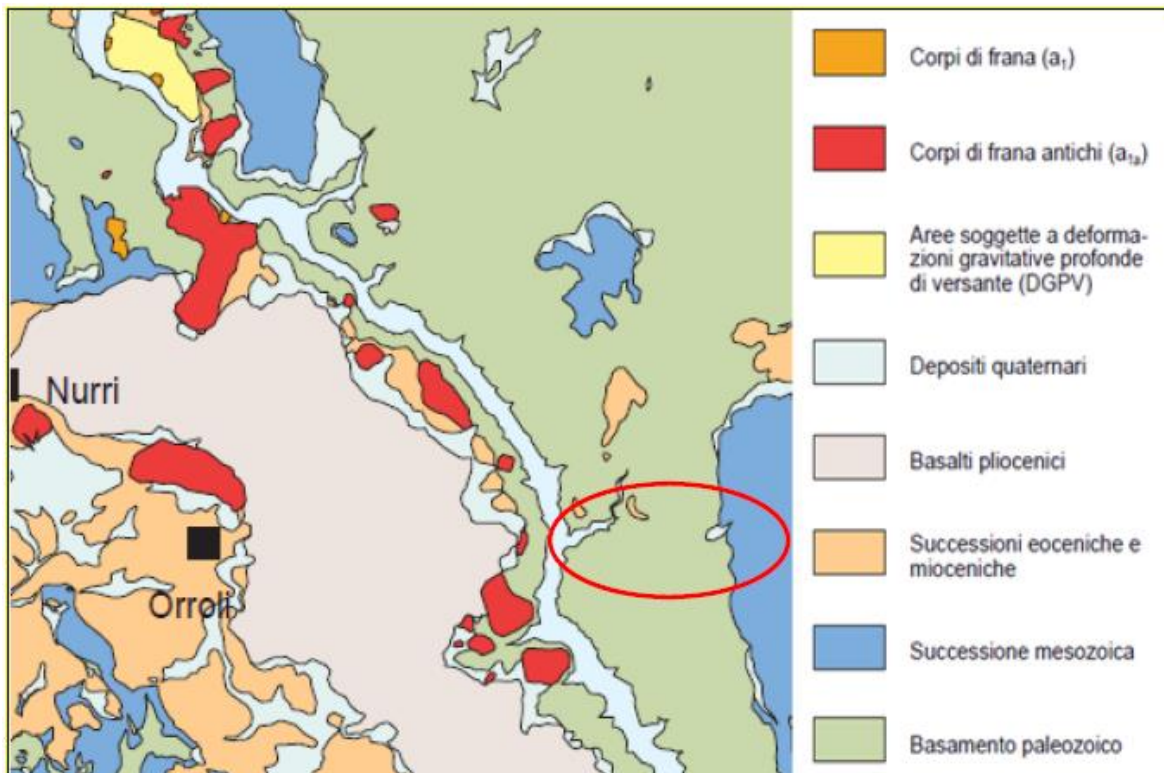 Nurri
Orroli
Corpi di frana (a1)
Corpi di frana antichi (a1a)
Aree soggette a deforma-
zioni gravitative profonde
di versante (DGPV)
Depositi quaternari
Basalti pliocenici
Successioni eoceniche e
mioceniche
Successione mesozoica
Basamento paleozoico